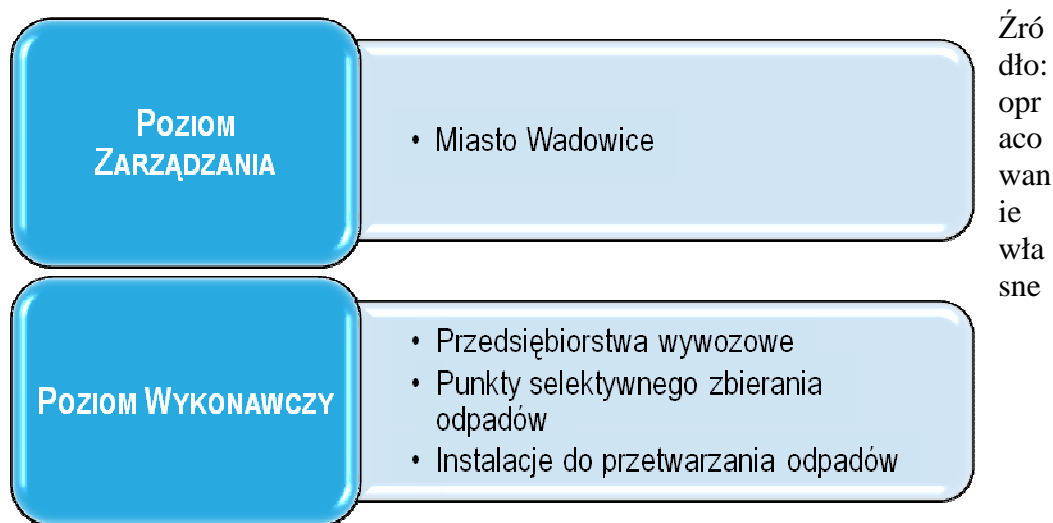 POZIOM
ZARZĄDZANIA
• Miasto Wadowice
POZIOM WYKONAWCZY
• Przedsiębiorstwa wywozowe
• Punkty selektywnego zbierania
odpadów
• Instalacje do przetwarzania odpadów
Źró
dło:
opr
aco
wan
ie
wła
sne